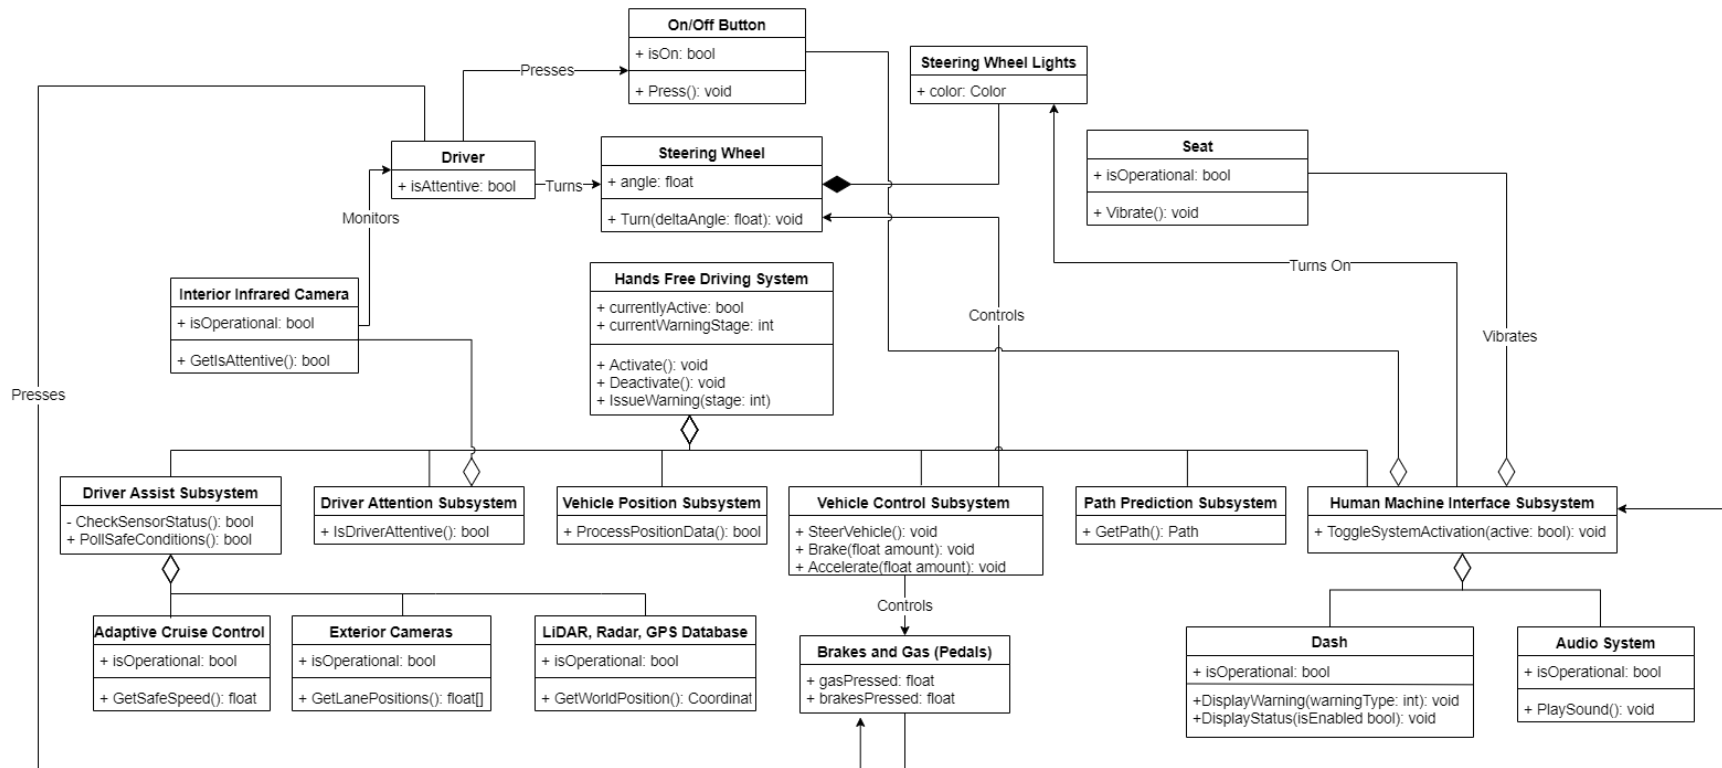 On/Off Button
+ isOn: bool
+ Press(): void
Steering Wheel Lights
+ color: Color
Presses
Driver
+ isAttentive: bool
Turns
Steering Wheel
+ angle: float
+ Turn(deltaAngle: float): void
Seat
+ isOperational: bool
+ Vibrate(): void
Monitors
Turns On
Interior Infrared Camera
+ isOperational: bool
+ GetIsAttentive(): bool
Hands Free Driving System
+ currentlyActive: bool
+ currentWarningStage: int
+ Activate(): void
+ Deactivate(): void
+ IssueWarning(stage: int)
Controls
Vibrates
Presses
Driver Assist Subsystem
- CheckSensorStatus(): bool
+ PollSafeConditions(): bool
Driver Attention Subsystem
+ IsDriverAttentive(): bool
Vehicle Position Subsystem
+ ProcessPositionData(): bool
Vehicle Control Subsystem
+ SteerVehicle(): void
+ Brake(float amount): void
+ Accelerate(float amount): void
Path Prediction Subsystem
+ GetPath(): Path
Human Machine Interface Subsystem
+ ToggleSystemActivation(active: bool): void
Controls
Adaptive Cruise Control
+ isOperational: bool
+ GetSafeSpeed(): float
Exterior Cameras
+ isOperational: bool
+ GetLanePositions(): float[]
LiDAR, Radar, GPS Database
+ isOperational: bool
+ GetWorldPosition(): Coordinat
Brakes and Gas (Pedals)
+ gasPressed: float
+ brakesPressed: float
Dash
+ isOperational: bool
+DisplayWarning(warningType: int): void
+DisplayStatus(isEnabled bool): void
Audio System
+ isOperational: bool
+ PlaySound(): void